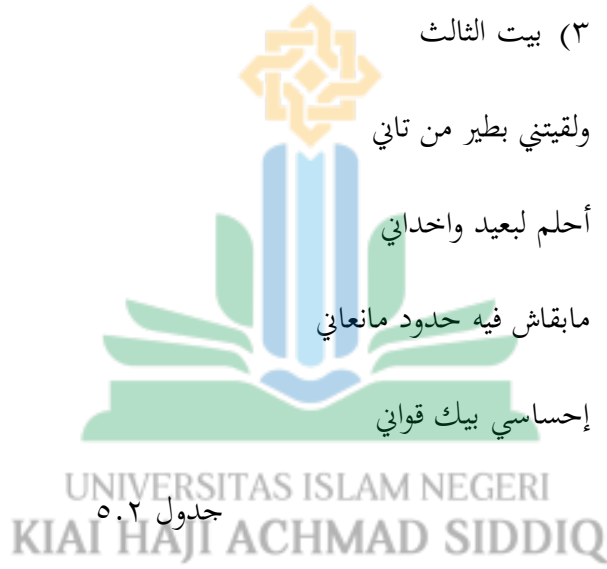 ٣) بيت الثالث
ولقيتني بطير من تاني
أحلم لبعيد واخداني
مابقاش فيه حدود مانعاني
إحساسي بيك قواني
UNIVERSITAS ISLAM NEGERI
جدول ٥.٢
KIAI HAJI ACHMAD SIDDIQ